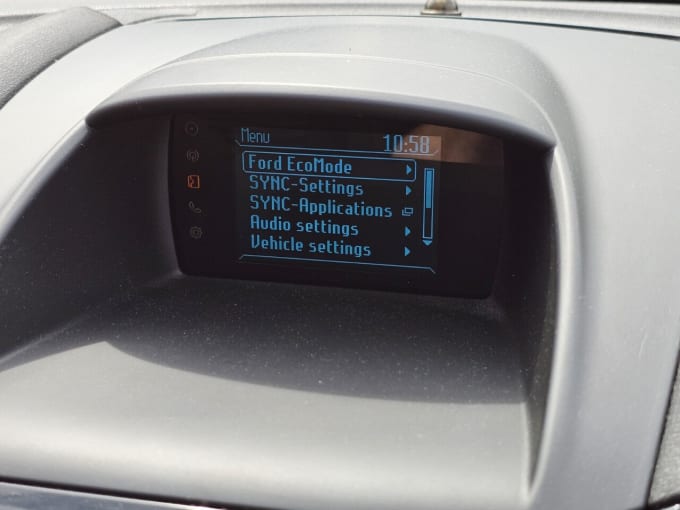 Menu 10:58
Ford EcoMode
SYNC-Settings
SYNC-Applications
Audio settings
Vehicle settings